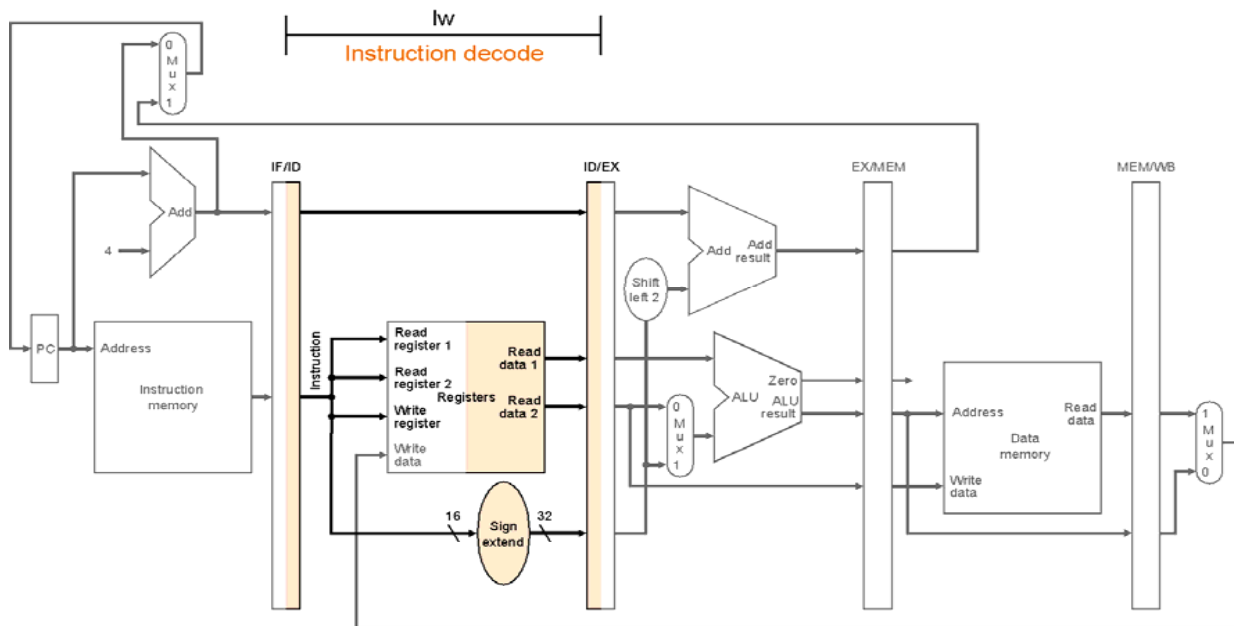 lw
Instruction decode
0
M
u
x
1
IF/ID
ID/EX
EX/MEM
MEM/WB
Add
4
Add
Add
result
Shift
left 2
PC
Address
Instruction
memory
Instruction
Read
register 1
Read
register 2
Registers
Write
register
Write
data
Read
data 1
Read
data 2
16
Sign
extend
32
0
M
u
x
1
ALU
Zero
ALU
result
Address
Read
data
Data
memory
Write
data
1
M
u
x
0